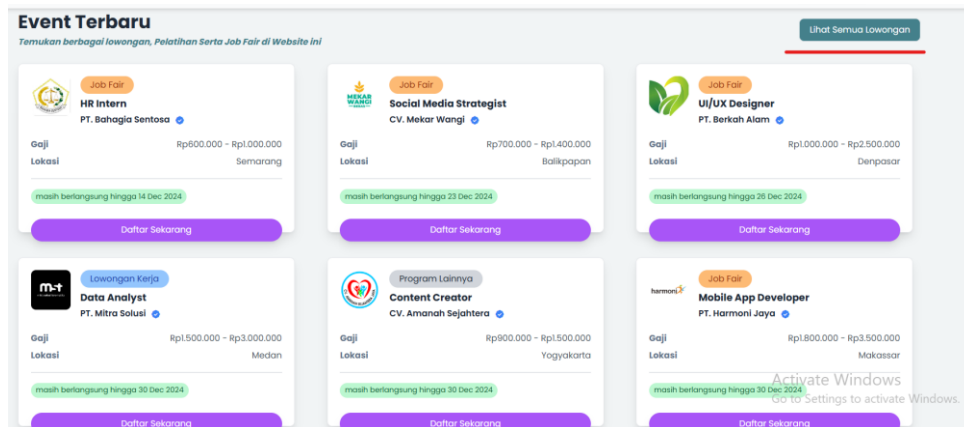 Event Terbaru
Lihat Semua Lowongan
Temukan berbagai lowongan, Pelatihan Serta Job Fair di Website ini
Job Fair
HR Intern
PT. Bahagia Sentosa
Gaji Rp600.000 - Rp1.000.000
Lokasi Semarang
masih berlangsung hingga 14 Dec 2024
Daftar Sekarang
MEKAR
WANGI
Job Fair
Social Media Strategist
CV. Mekar Wangi
Gaji Rp700.000 - Rp1.400.000
Lokasi Balikpapan
masih berlangsung hingga 23 Dec 2024
Daftar Sekarang
Job Fair
UI/UX Designer
PT. Berkah Alam
Gaji Rp1.000.000 - Rp2.500.000
Lokasi Denpasar
masih berlangsung hingga 26 Dec 2024
Daftar Sekarang
m-t
Lowongan Kerja
Data Analyst
PT. Mitra Solusi
Gaji Rp1.500.000 - Rp3.000.000
Lokasi Medan
masih berlangsung hingga 30 Dec 2024
Daftar Sekarang
Program Lainnya
Content Creator
CV. Amanah Sejahtera
Gaji Rp900.000 - Rp1.500.000
Lokasi Yogyakarta
masih berlangsung hingga 30 Dec 2024
Daftar Sekarang
harmoni
Job Fair
Mobile App Developer
PT. Harmoni Jaya
Gaji Rp1.800.000 - Rp3.500.000
Lokasi Makassar
masih berlangsung hingga 30 Dec 2024
Daftar Sekarang
Activate Windows
Go to Settings to activate Windows.